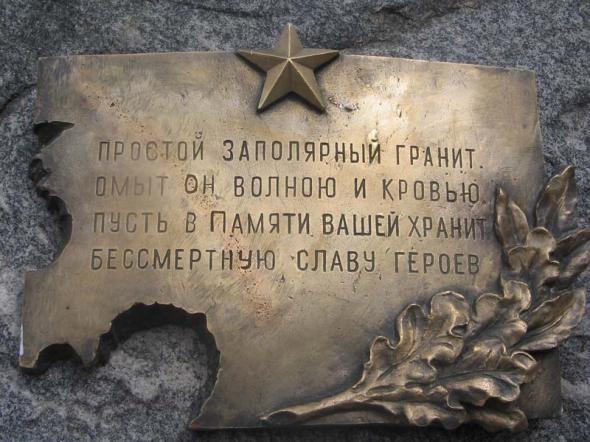 ПРОСТОЙ ЗАПОЛЯРНЫЙ ГРАНИТ.
ОМЫТ ОН ВОЛНОЮ И КРОВЬЮ.
ПУСТЬ В ПАМЯТИ ВАШЕЙ ХРАНИТ
БЕССМЕРТНУЮ СЛАВУ ГЕРОЕВ